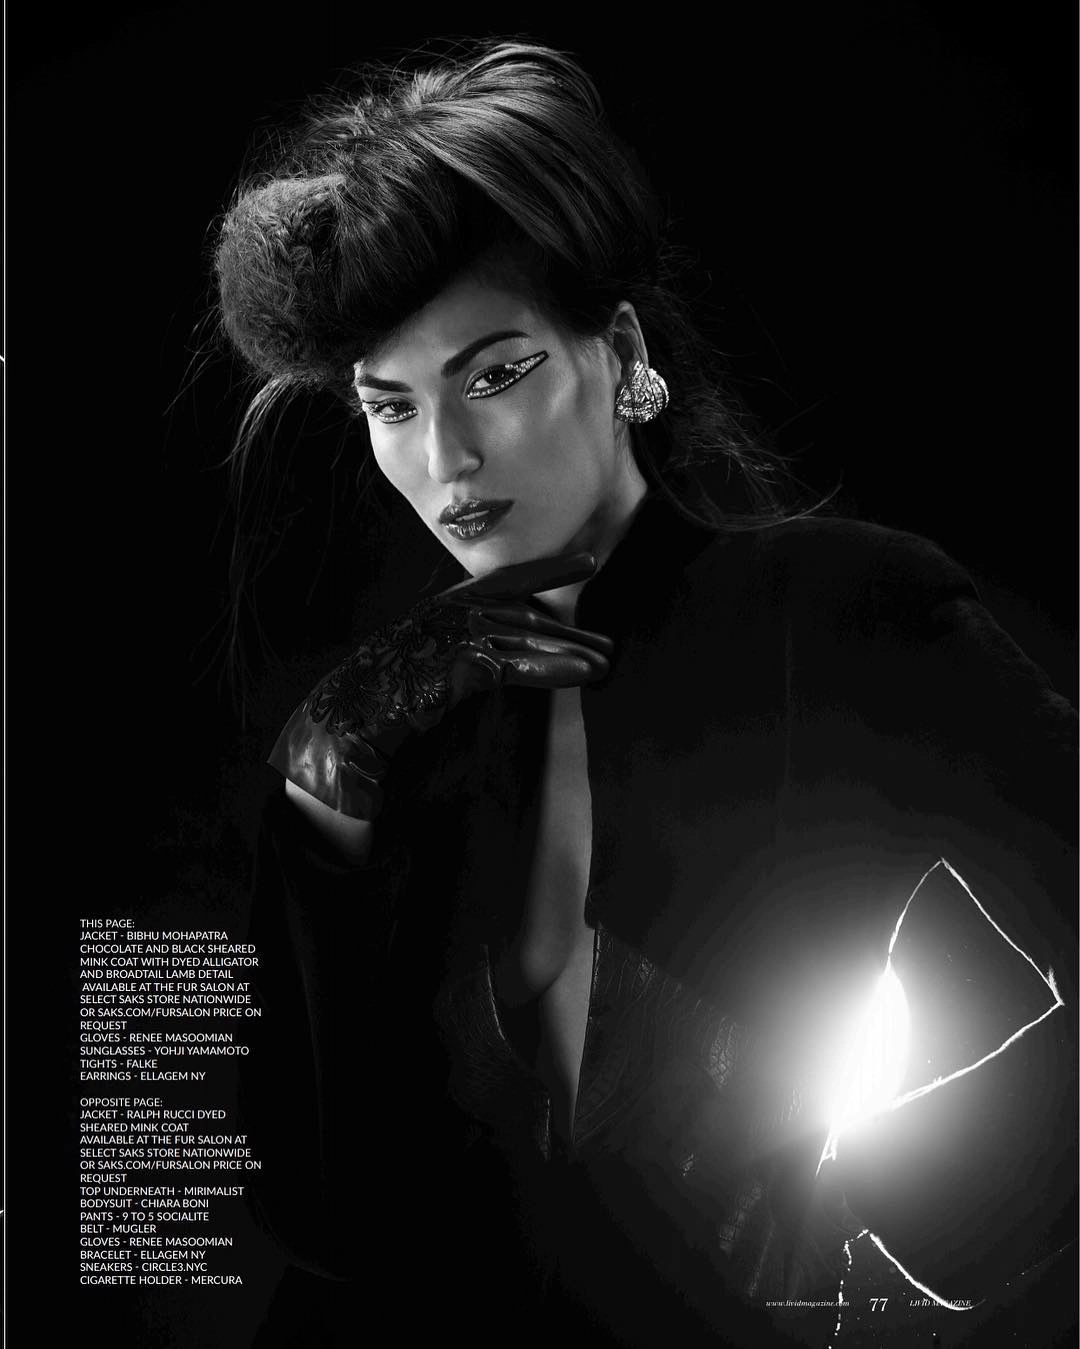 THIS PAGE:
JACKET - BIBHU MOHAPATRA
CHOCOLATE AND BLACK SHEARED
MINK COAT WITH DYED ALLIGATOR
AND BROADTAIL LAMB DETAIL
AVAILABLE AT THE FUR SALON AT
SELECT SAKS STORE NATIONWIDE
OR SAKS.COM/FURSALON PRICE ON
REQUEST
GLOVES - RENEE MASOOMIAN
SUNGLASSES - YOHJI YAMAMOTO
TIGHTS - FALKE
EARRINGS - ELLAGEM NY
OPPOSITE PAGE:
JACKET - RALPH RUCCI DYED
SHEARED MINK COAT
AVAILABLE AT THE FUR SALON AT
SELECT SAKS STORE NATIONWIDE
OR SAKS.COM/FURSALON PRICE ON
REQUEST
TOP UNDERNEATH - MIRIMALIST
BODYSUIT - CHIARA BONI
PANTS - 9 TO 5 SOCIALITE
BELT - MUGLER
GLOVES - RENEE MASOOMIAN
BRACELET - ELLAGEM NY
SNEAKERS - CIRCLE3.NYC
CIGARETTE HOLDER - MERCURA
www.lividmagazine.com 77 LIVID MAGAZINE